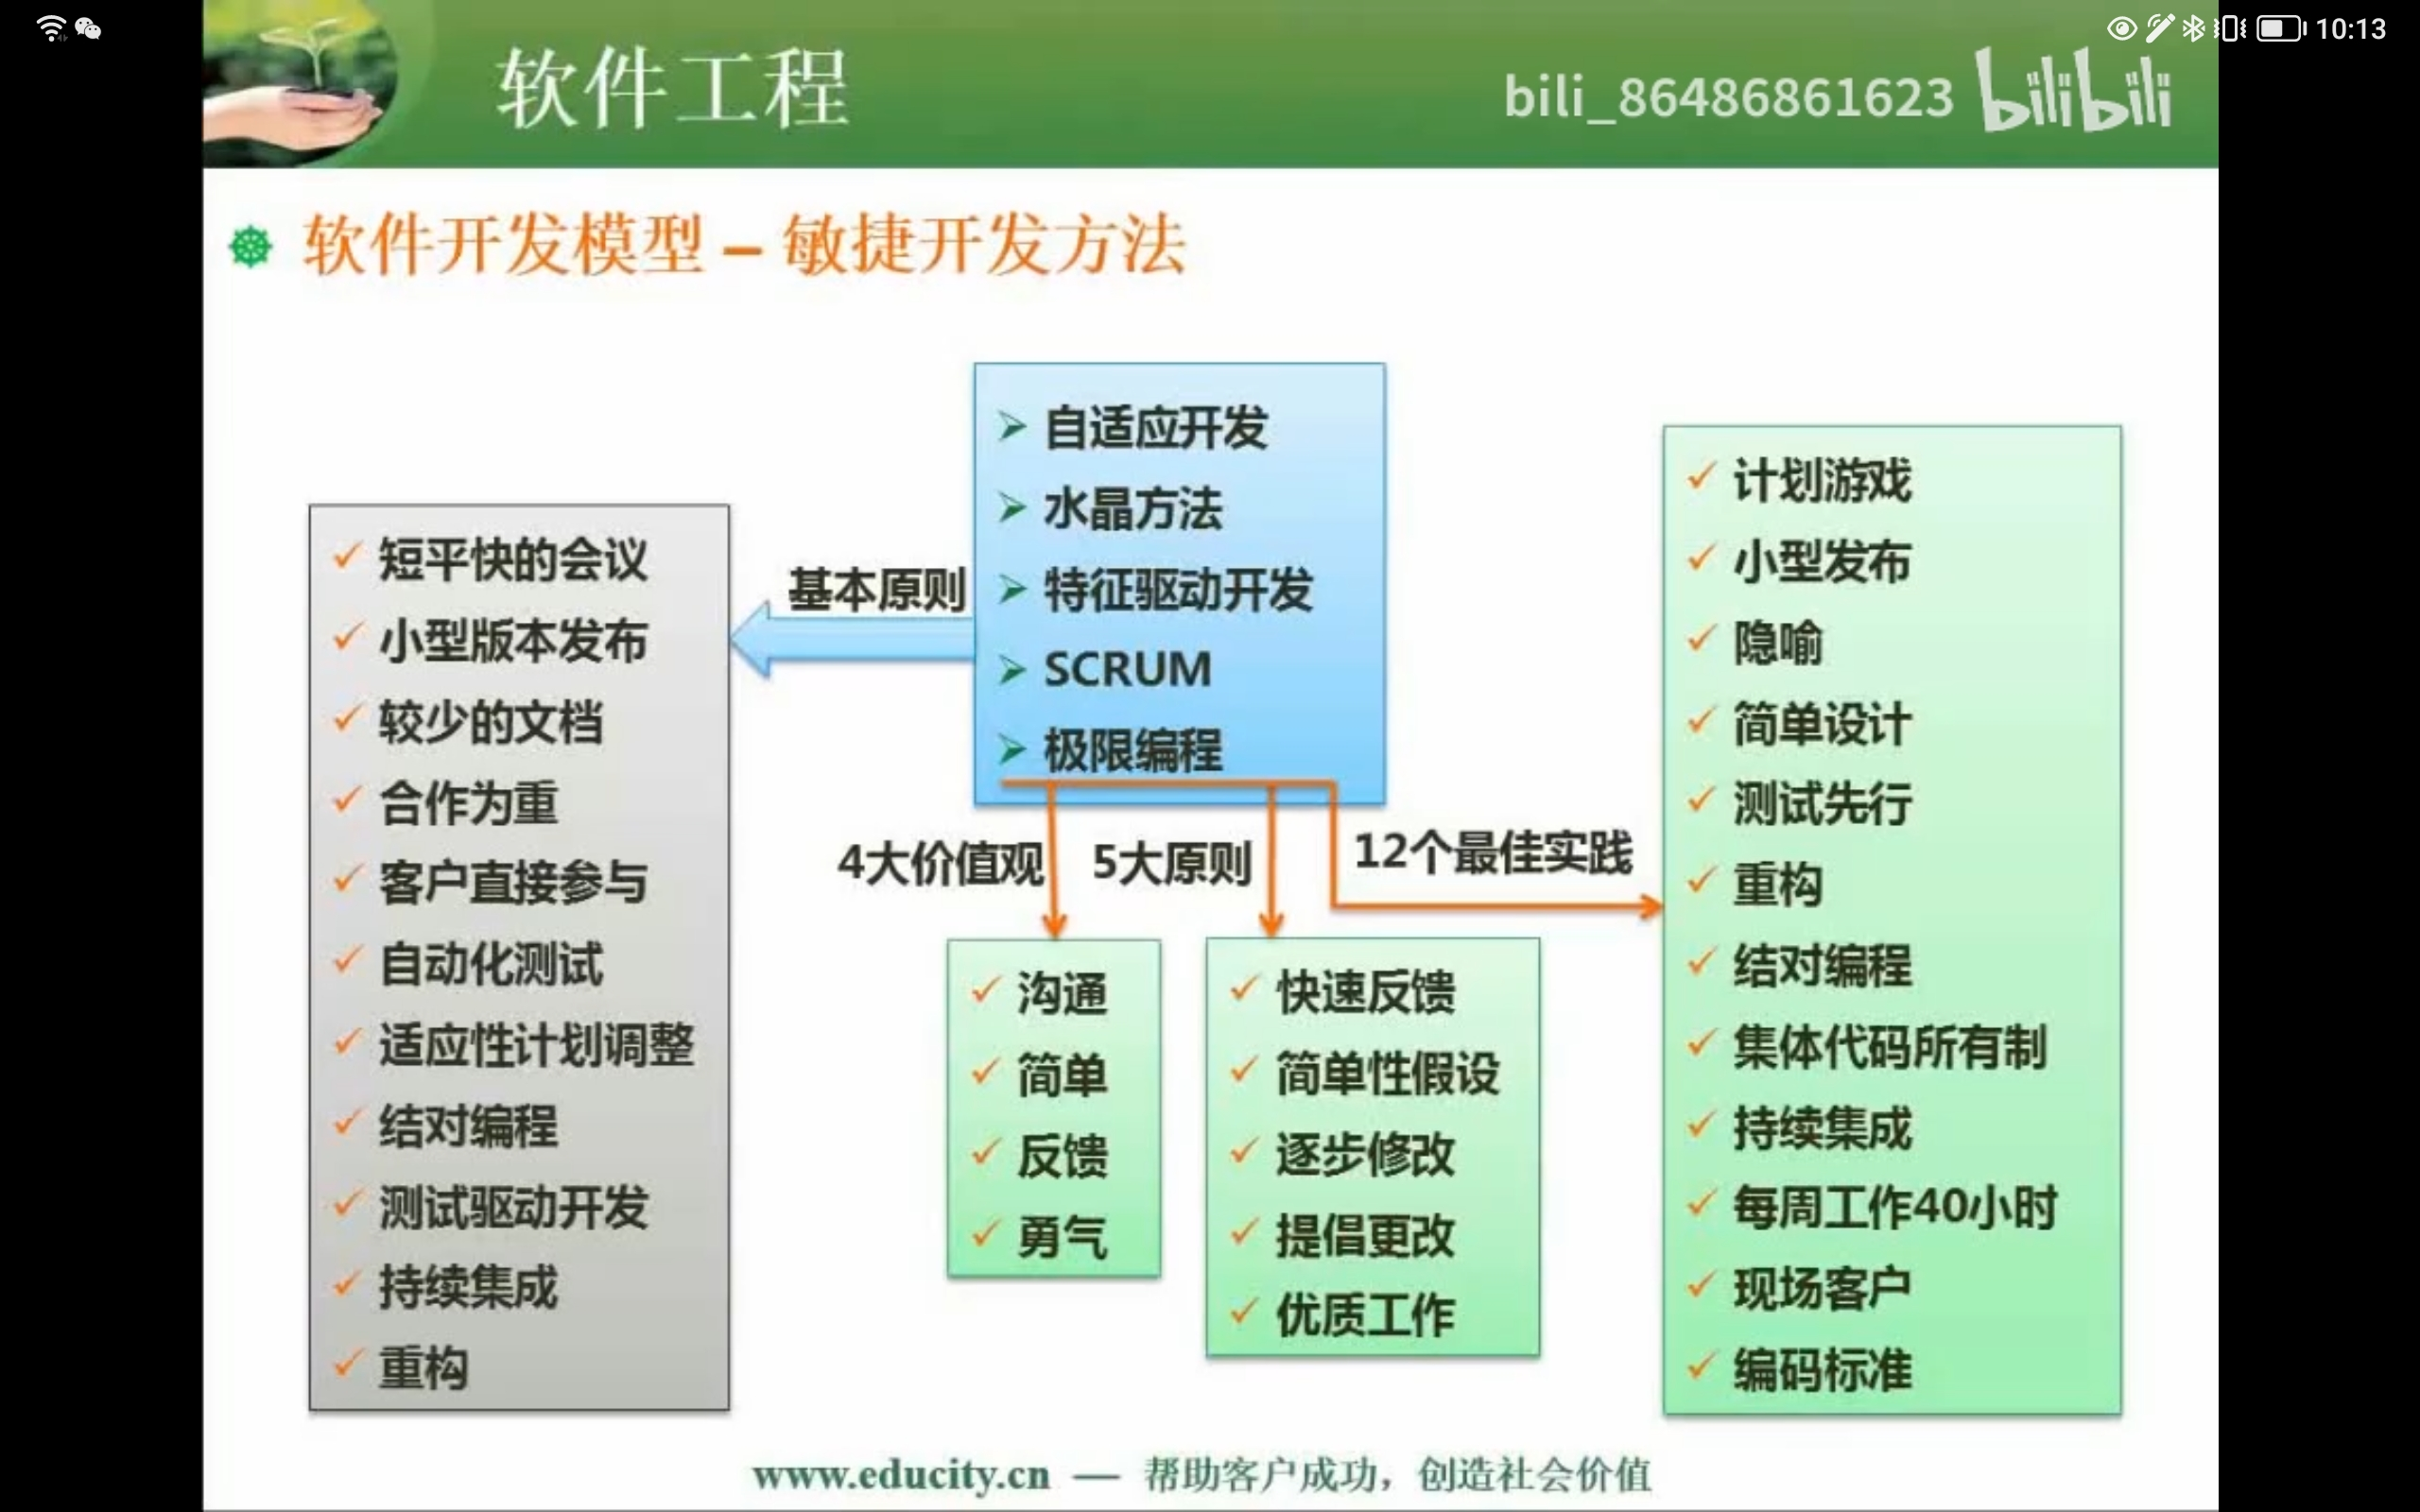 10:13
软件工程
bili_86486861623 bilibili
软件开发模型 – 敏捷开发方法
自适应开发
水晶方法
特征驱动开发
SCRUM
极限编程
基本原则
短平快的会议
小型版本发布
较少的文档
合作为重
客户直接参与
自动化测试
适应性计划调整
结对编程
测试驱动开发
持续集成
重构
4大价值观
沟通
简单
反馈
勇气
5大原则
快速反馈
简单性假设
逐步修改
提倡更改
优质工作
12个最佳实践
计划游戏
小型发布
隐喻
简单设计
测试先行
重构
结对编程
集体代码所有制
持续集成
每周工作40小时
现场客户
编码标准
www.educity.cn — 帮助客户成功，创造社会价值